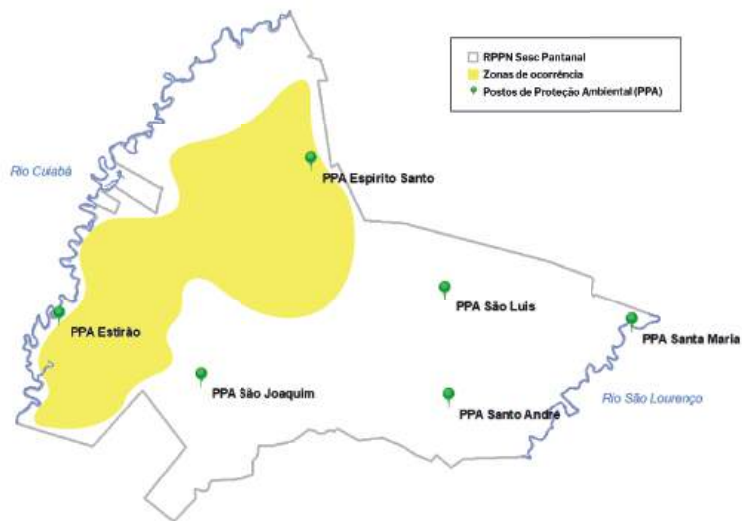 RPPN Sesc Pantanal
Zonas de ocorrência
Postos de Proteção Ambiental (PPA)
Rio Cuiabá
PPA Espirito Santo
PPA São Luis
PPA Estirão
PPA Santa Maria
PPA São Joaquim
PPA Santo André
Rio São Lourenço